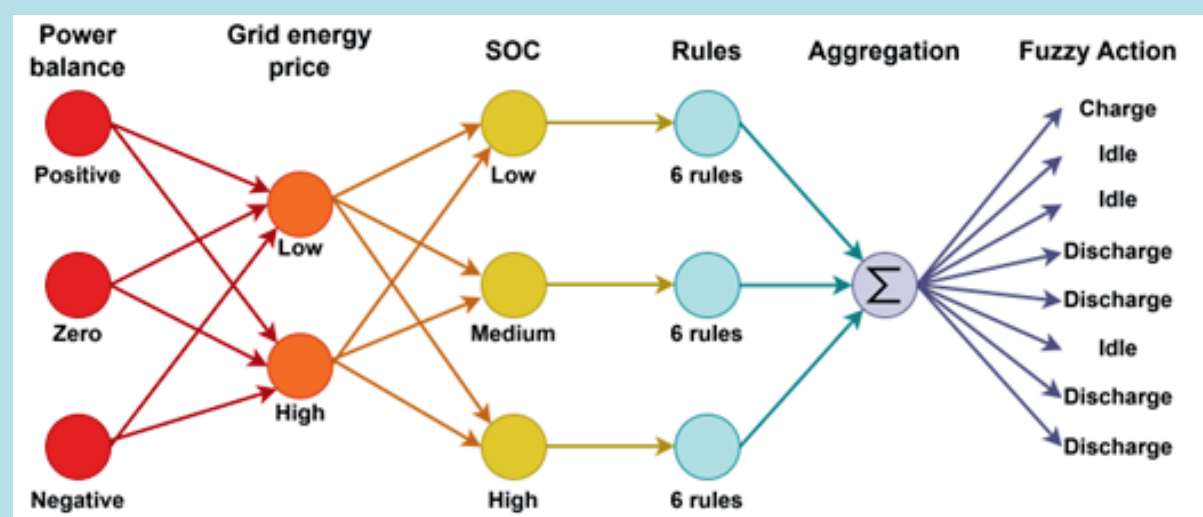 Power
balance
Grid energy
price
SOC
Rules
Aggregation
Fuzzy Action
Positive
Zero
Negative
Low
High
Low
Medium
High
6 rules
6 rules
6 rules
Σ
Charge
Idle
Idle
Discharge
Discharge
Idle
Discharge
Discharge